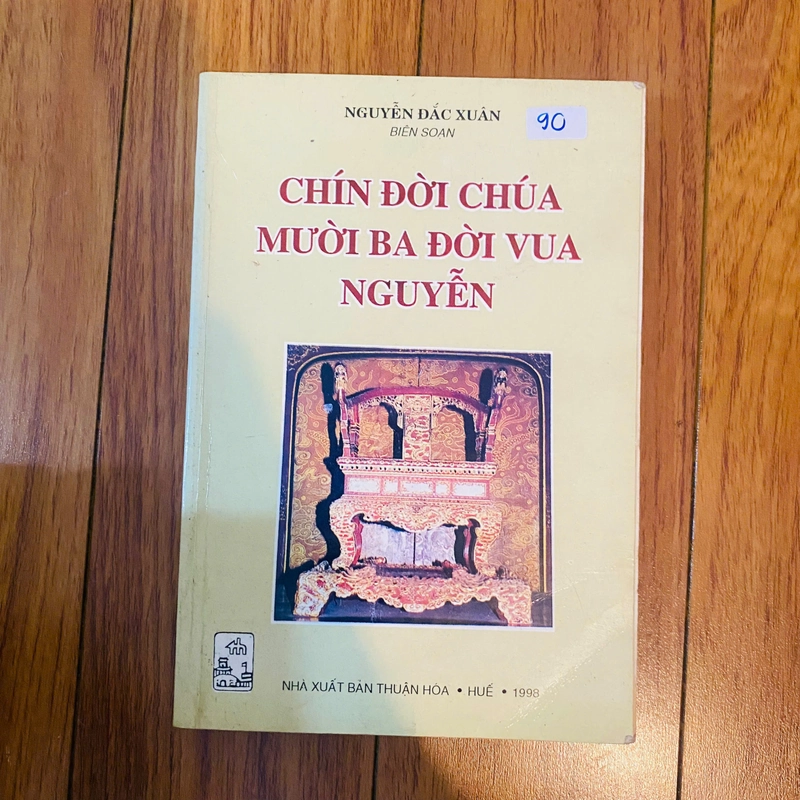 NGUYỄN ĐẮC XUÂN
BIÊN SOẠN
90
CHÍN ĐỜI CHÚA
MƯỜI BA ĐỜI VUA
NGUYỄN
NHÀ XUẤT BẢN THUẬN HÓA • HUẾ • 1998